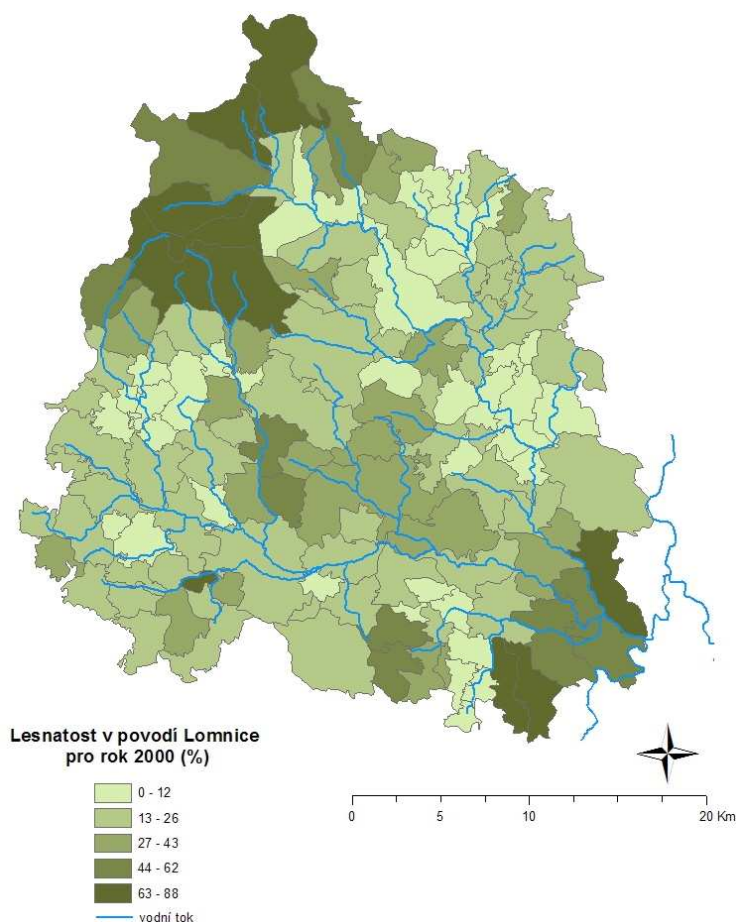 Lesnatost v povodí Lomnice
pro rok 2000 (%)
0 - 12
13 - 26
27 - 43
44 - 62
63 - 88
vodní tok
0 5 10 20 Km